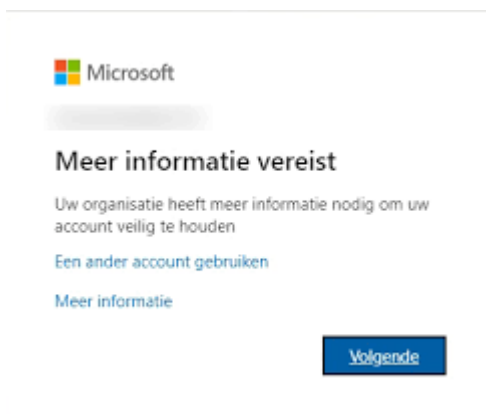 Microsoft
Meer informatie vereist
Uw organisatie heeft meer informatie nodig om uw
account veilig te houden
Een ander account gebruiken
Meer informatie
Volgende